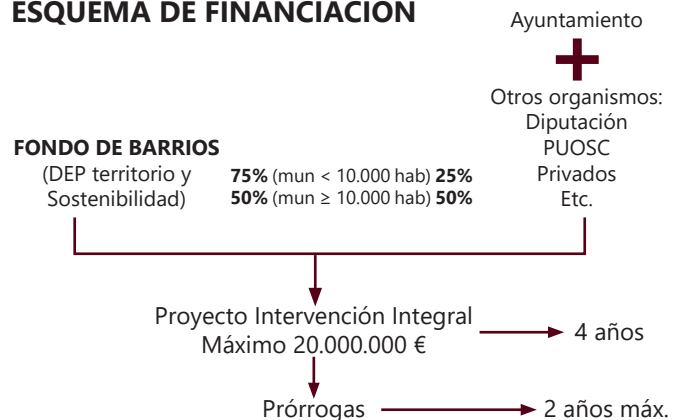 ESQUEMA DE FINANCIACIÓN
Ayuntamiento
+
Otros organismos:
Diputación
PUOSC
Privados
Etc.
FONDO DE BARRIOS
(DEP territorio y
Sostenibilidad)
75% (mun < 10.000 hab) 25%
50% (mun ≥ 10.000 hab) 50%
Proyecto Intervención Integral
Máximo 20.000.000 €
4 años
Prórrogas
2 años máx.